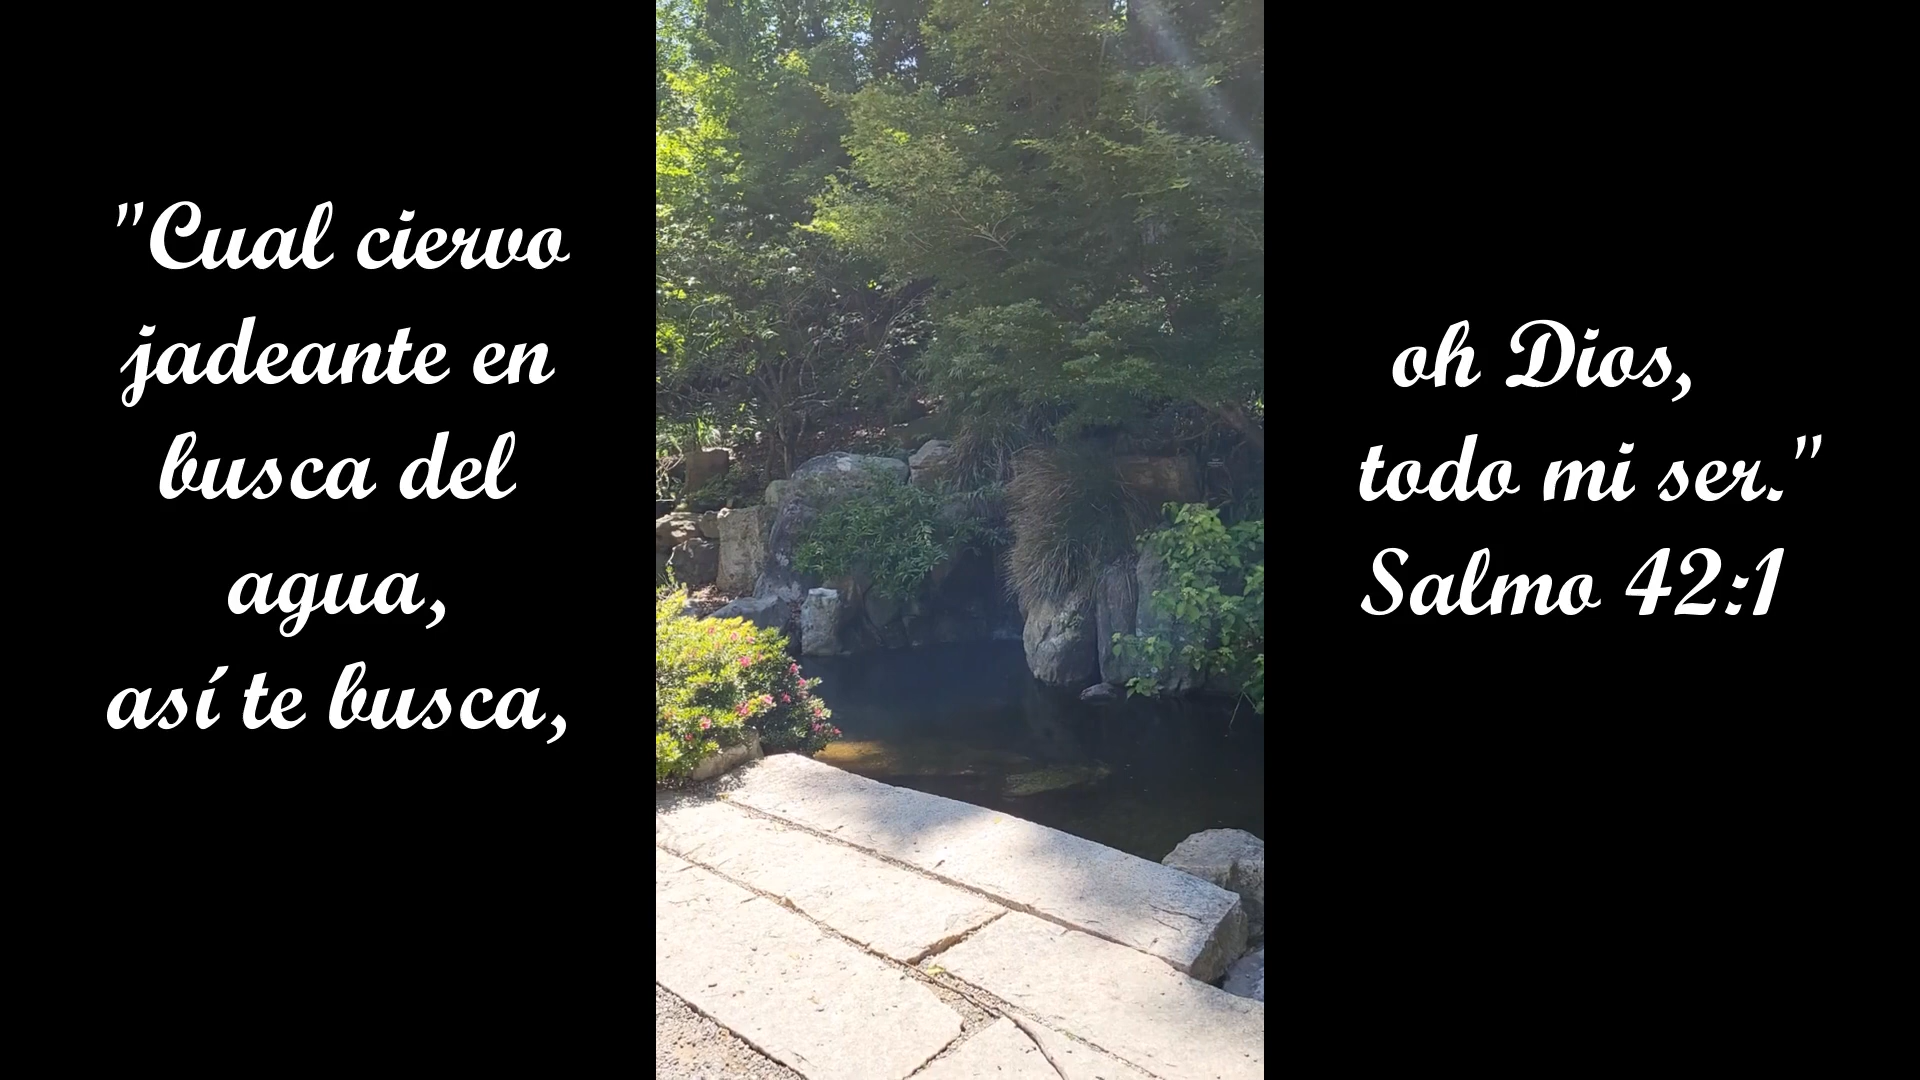 "Cual ciervo
jadeante en
busca del
agua,
así te busca,
oh Dios,
todo mi ser."
Salmo 42:1